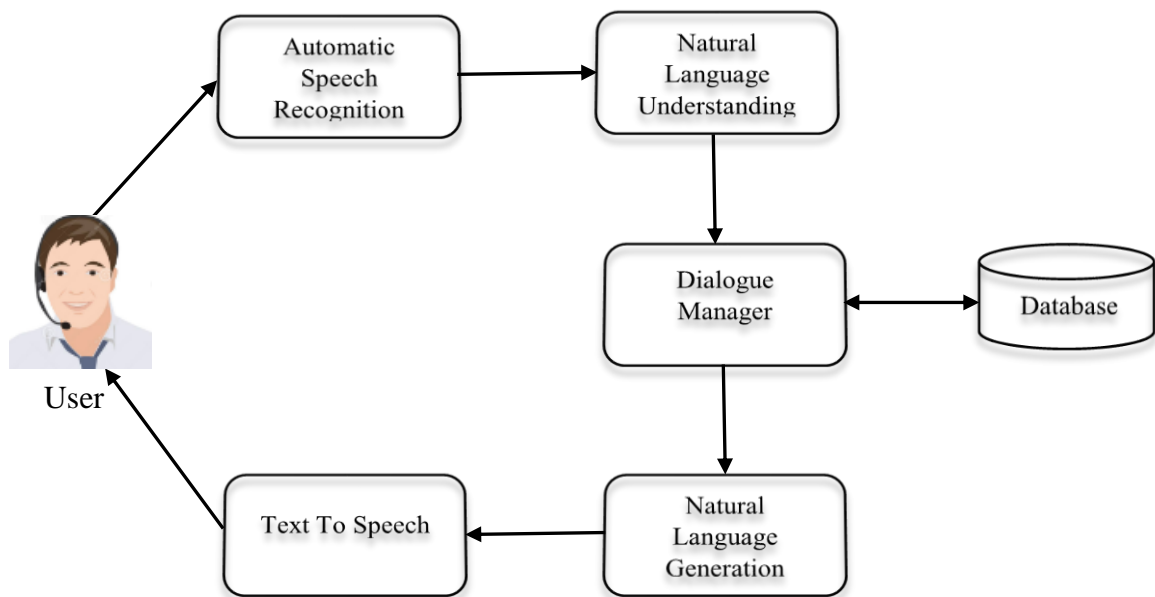 Automatic
Speech
Recognition
Natural
Language
Understanding
Dialogue
Manager
Database
User
Text To Speech
Natural
Language
Generation